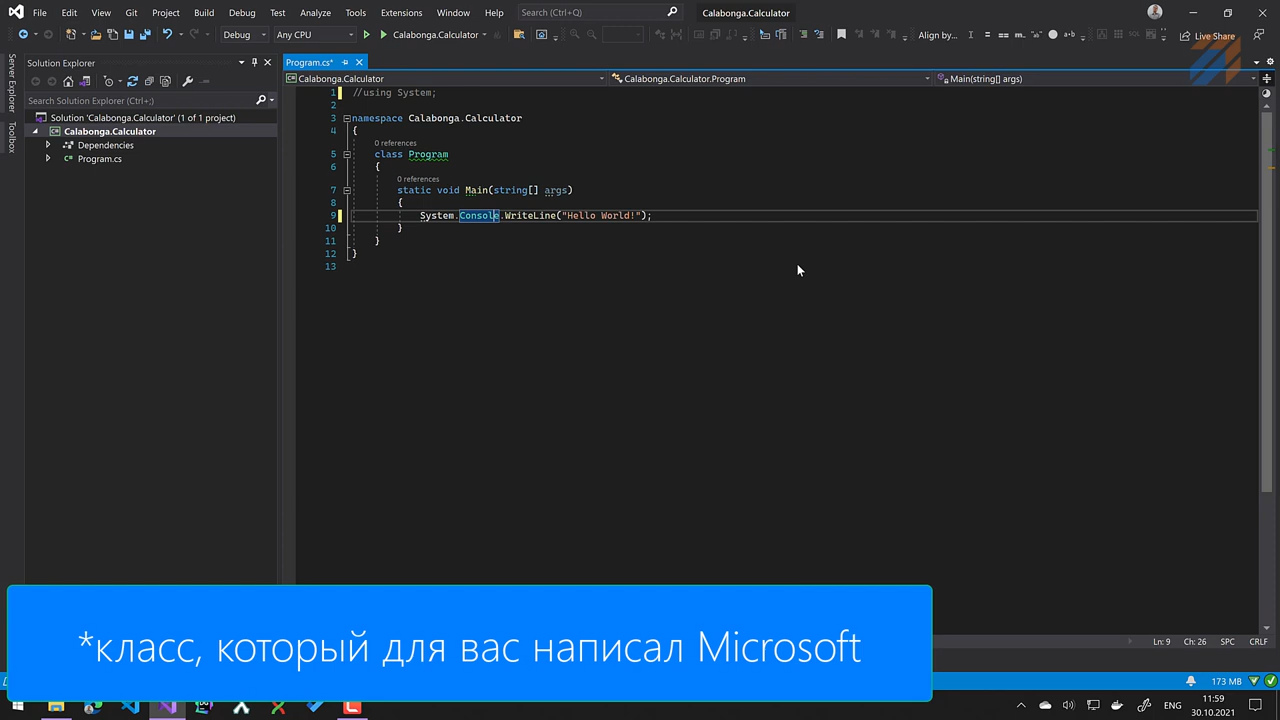 File Edit View Git Project Build Debug Test Analyze Tools Extensions Window Help Search (Ctrl+Q) Calabonga.Calculator
Debug Any CPU Calabonga.Calculator Align by... Live Share
Server Explorer
Toolbox
Solution Explorer
Search Solution Explorer (Ctrl+;)
Solution 'Calabonga.Calculator' (1 of 1 project)
Calabonga.Calculator
Dependencies
Program.cs
Program.cs*
Calabonga.Calculator Calabonga.Calculator.Program Main(string[] args)
1 //using System;
2
3 namespace Calabonga.Calculator
4 {
0 references
5 class Program
6 {
0 references
7 static void Main(string[] args)
8 {
9 System.Console.WriteLine("Hello World!");
10 }
11 }
12 }
13
*класс, который для вас написал Microsoft
Ln: 9 Ch: 26 SPC CRLF
173 MB
ENG
11:59
30.10.2021